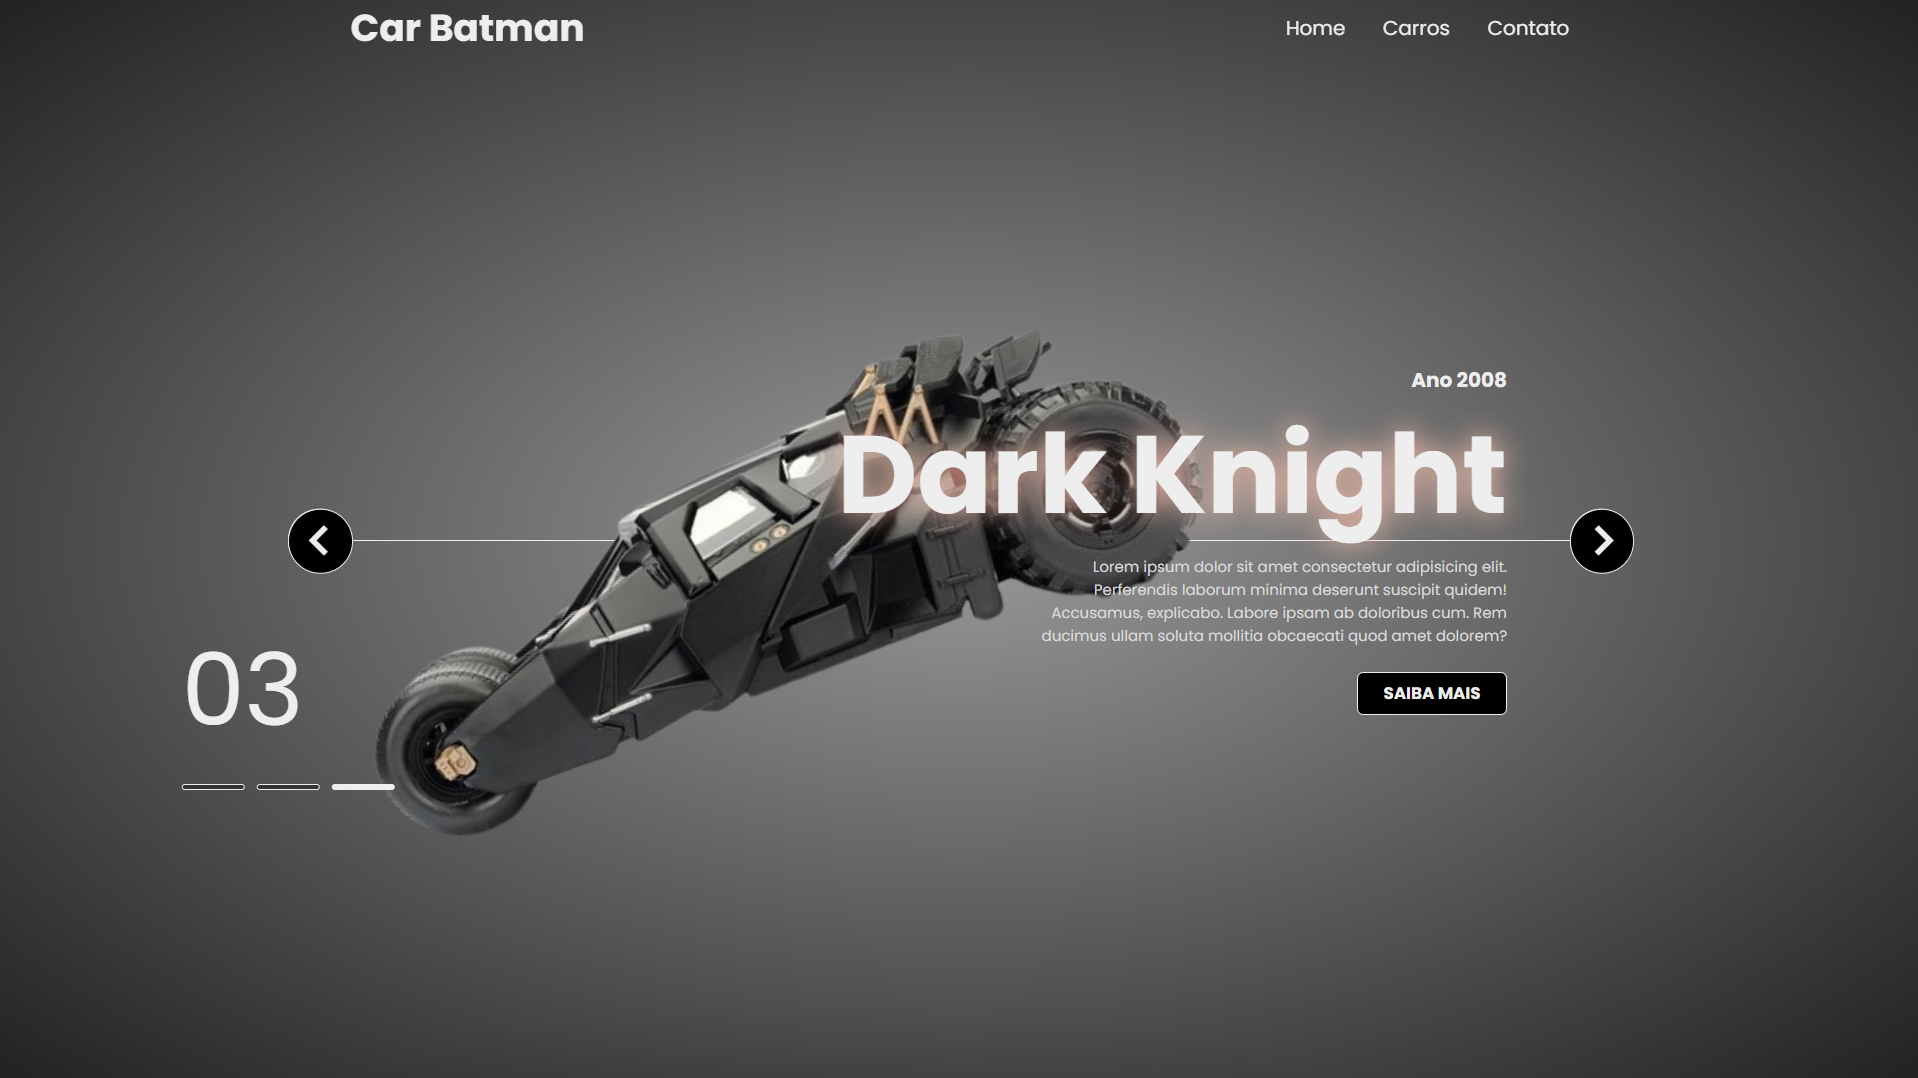 Car Batman
Home
Carros
Contato
Ano 2008
Dark Knight
Lorem ipsum dolor sit amet consectetur adipisicing elit.
Perferendis laborum minima deserunt suscipit quidem!
Accusamus, explicabo. Labore ipsam ab doloribus cum. Rem
ducimus ullam soluta mollitia obcaecati quod amet dolorem?
SAIBA MAIS
03